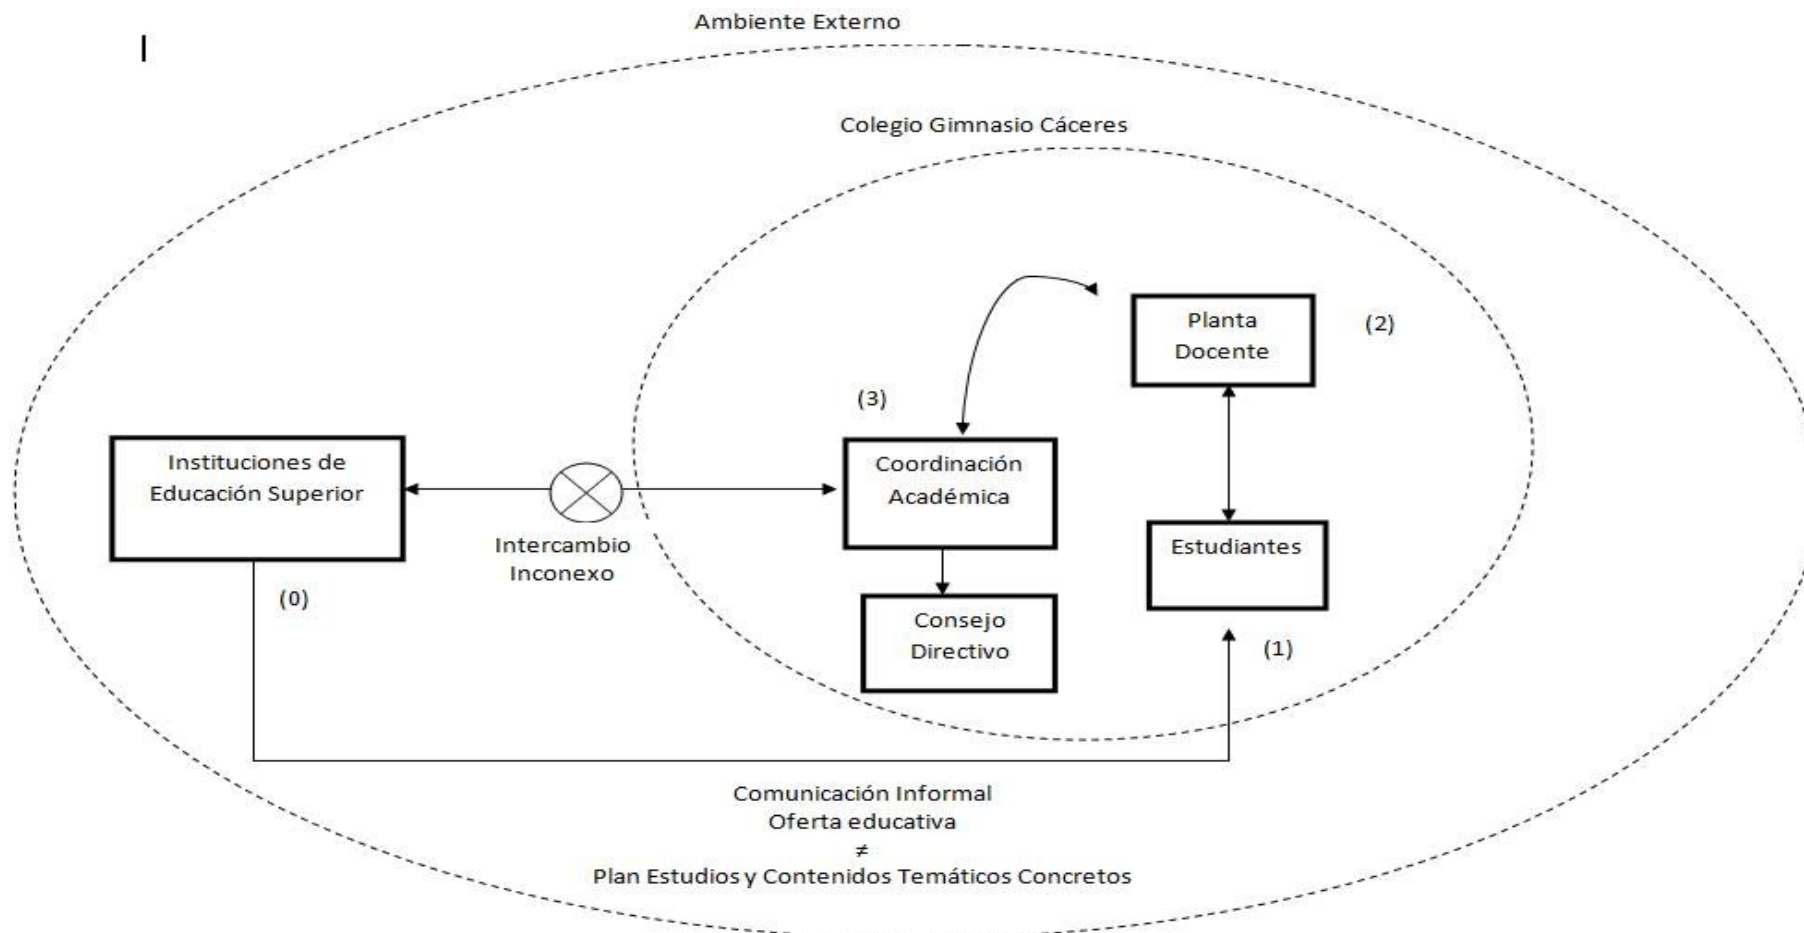 Ambiente Externo
Colegio Gimnasio Cáceres
Planta
Docente
(2)
(3)
Instituciones de
Educación Superior
Coordinación
Académica
Intercambio
Inconexo
Estudiantes
(0)
Consejo
Directivo
(1)
Comunicación Informal
Oferta educativa
≠
Plan Estudios y Contenidos Temáticos Concretos